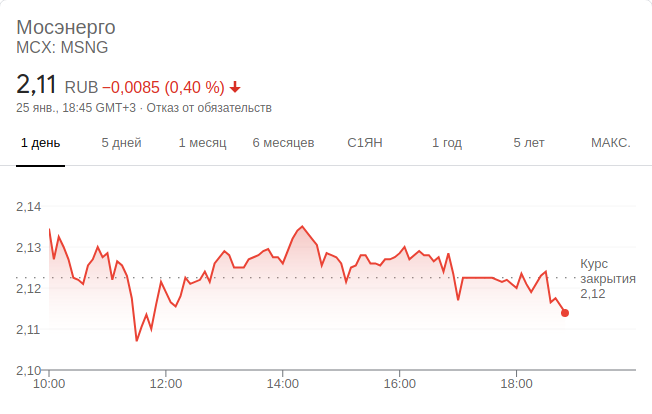 Мосэнерго
MCX: MSNG
2,11 RUB −0,0085 (0,40 %)
25 янв., 18:45 GMT+3 · Отказ от обязательств
1 день 5 дней 1 месяц 6 месяцев С1ЯН 1 год 5 лет МАКС.
2,14
2,13
Курс
закрытия
2,12
2,12
2,11
2,10
10:00 12:00 14:00 16:00 18:00